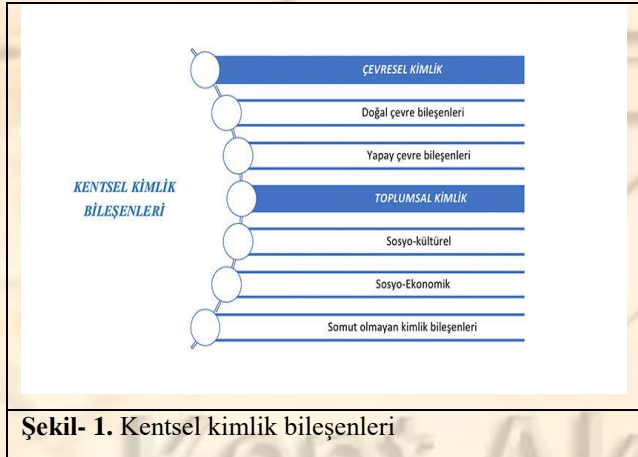 ÇEVRESEL KİMLİK
Doğal çevre bileşenleri
Yapay çevre bileşenleri
KENTSEL KİMLİK
BİLEŞENLERİ
TOPLUMSAL KİMLİK
Sosyo-kültürel
Sosyo-Ekonomik
Somut olmayan kimlik bileşenleri
Şekil- 1. Kentsel kimlik bileşenleri